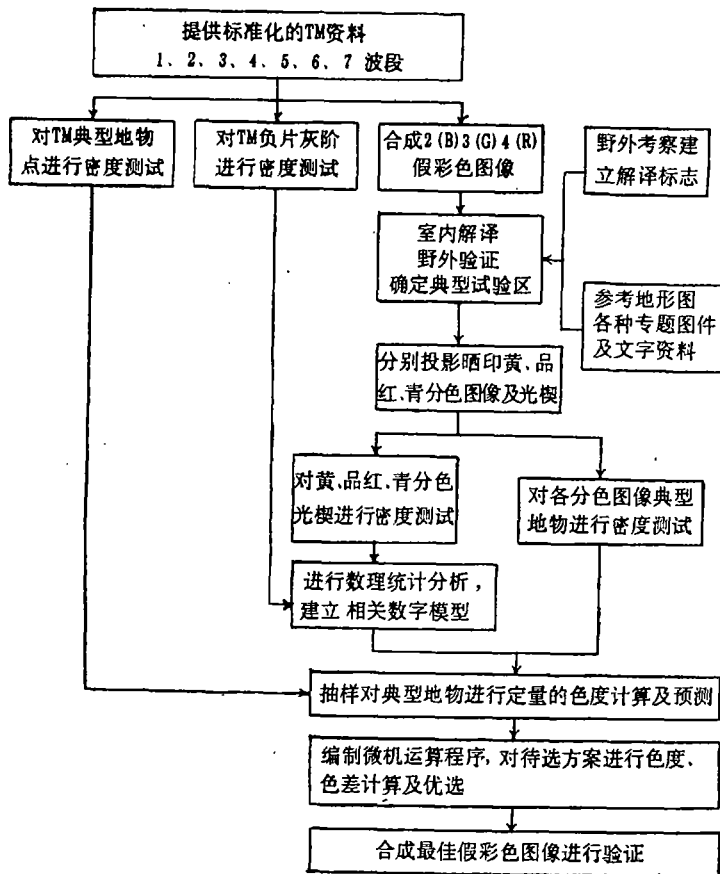 提供标准化的TM资料
1、2、3、4、5、6、7 波段
对TM典型地物
点进行密度测试
对TM负片灰阶
进行密度测试
合成2(B)3(G)4(R)
假彩色图像
野外考察建
立解译标志
室内解译
野外验证
确定典型试验区
参考地形图
各种专题图件
及文字资料
分别投影晒印黄、品
红、青分色图像及光楔
对黄、品红、青分色
光楔进行密度测试
对各分色图像典型
地物进行密度测试
进行数理统计分析，
建立相关数字模型
抽样对典型地物进行定量的色度计算及预测
编制微机运算程序，对待选方案进行色度、
色差计算及优选
合成最佳假彩色图像进行验证